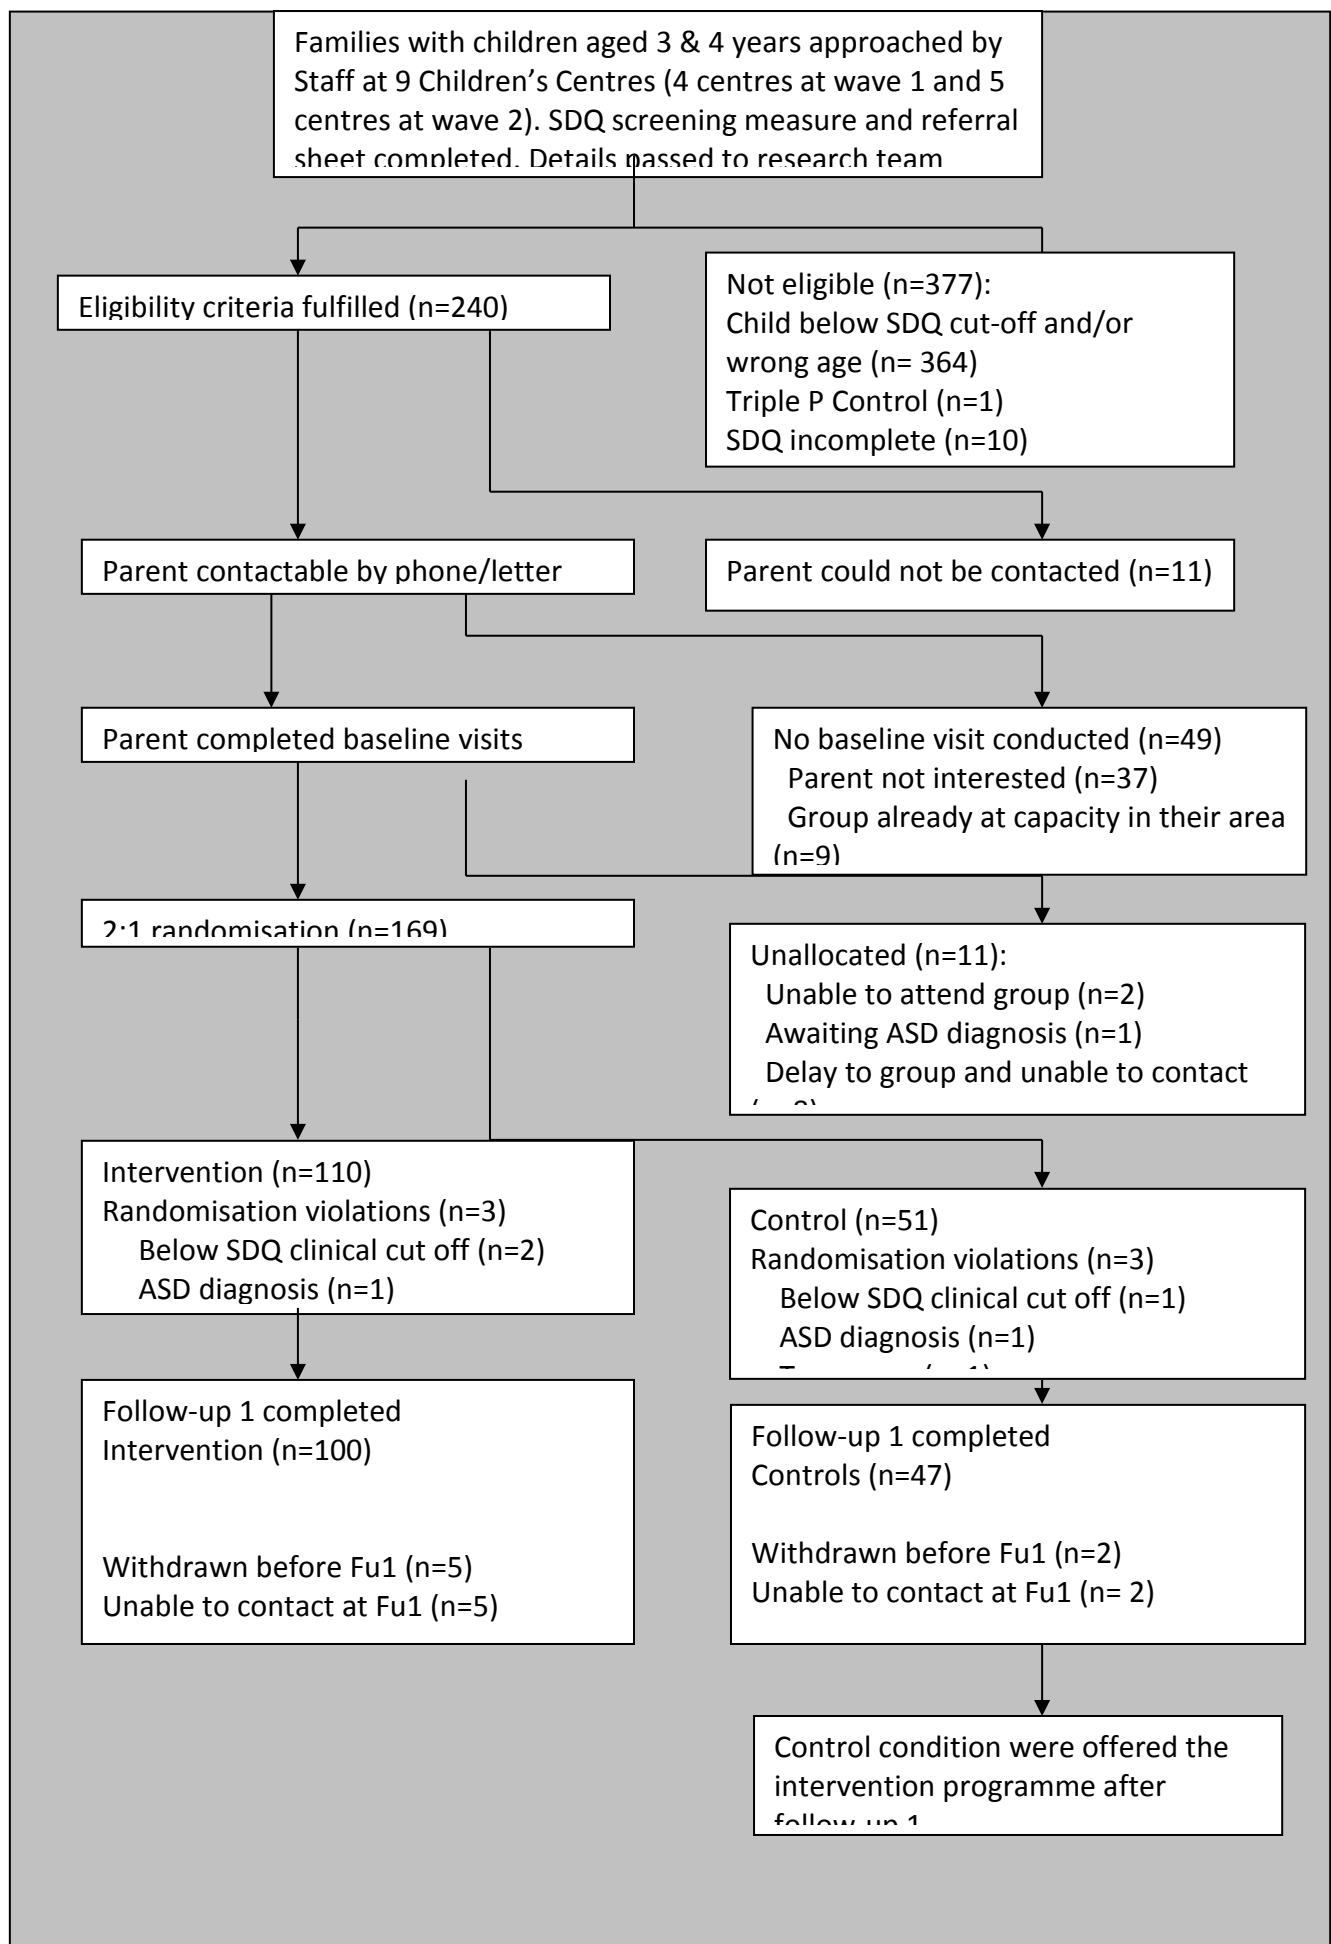 Families with children aged 3 & 4 years approached by
Staff at 9 Children’s Centres (4 centres at wave 1 and 5
centres at wave 2). SDQ screening measure and referral
sheet completed. Details passed to research team
Eligibility criteria fulfilled (n=240)
Not eligible (n=377):
Child below SDQ cut-off and/or
wrong age (n= 364)
Triple P Control (n=1)
SDQ incomplete (n=10)
Parent contactable by phone/letter
Parent could not be contacted (n=11)
Parent completed baseline visits
No baseline visit conducted (n=49)
Parent not interested (n=37)
Group already at capacity in their area
(n=9)
2:1 randomisation (n=169)
Unallocated (n=11):
Unable to attend group (n=2)
Awaiting ASD diagnosis (n=1)
Delay to group and unable to contact
Intervention (n=110)
Randomisation violations (n=3)
Below SDQ clinical cut off (n=2)
ASD diagnosis (n=1)
Control (n=51)
Randomisation violations (n=3)
Below SDQ clinical cut off (n=1)
ASD diagnosis (n=1)
Follow-up 1 completed
Intervention (n=100)
Withdrawn before Fu1 (n=5)
Unable to contact at Fu1 (n=5)
Follow-up 1 completed
Controls (n=47)
Withdrawn before Fu1 (n=2)
Unable to contact at Fu1 (n= 2)
Control condition were offered the
intervention programme after
follow-up 1